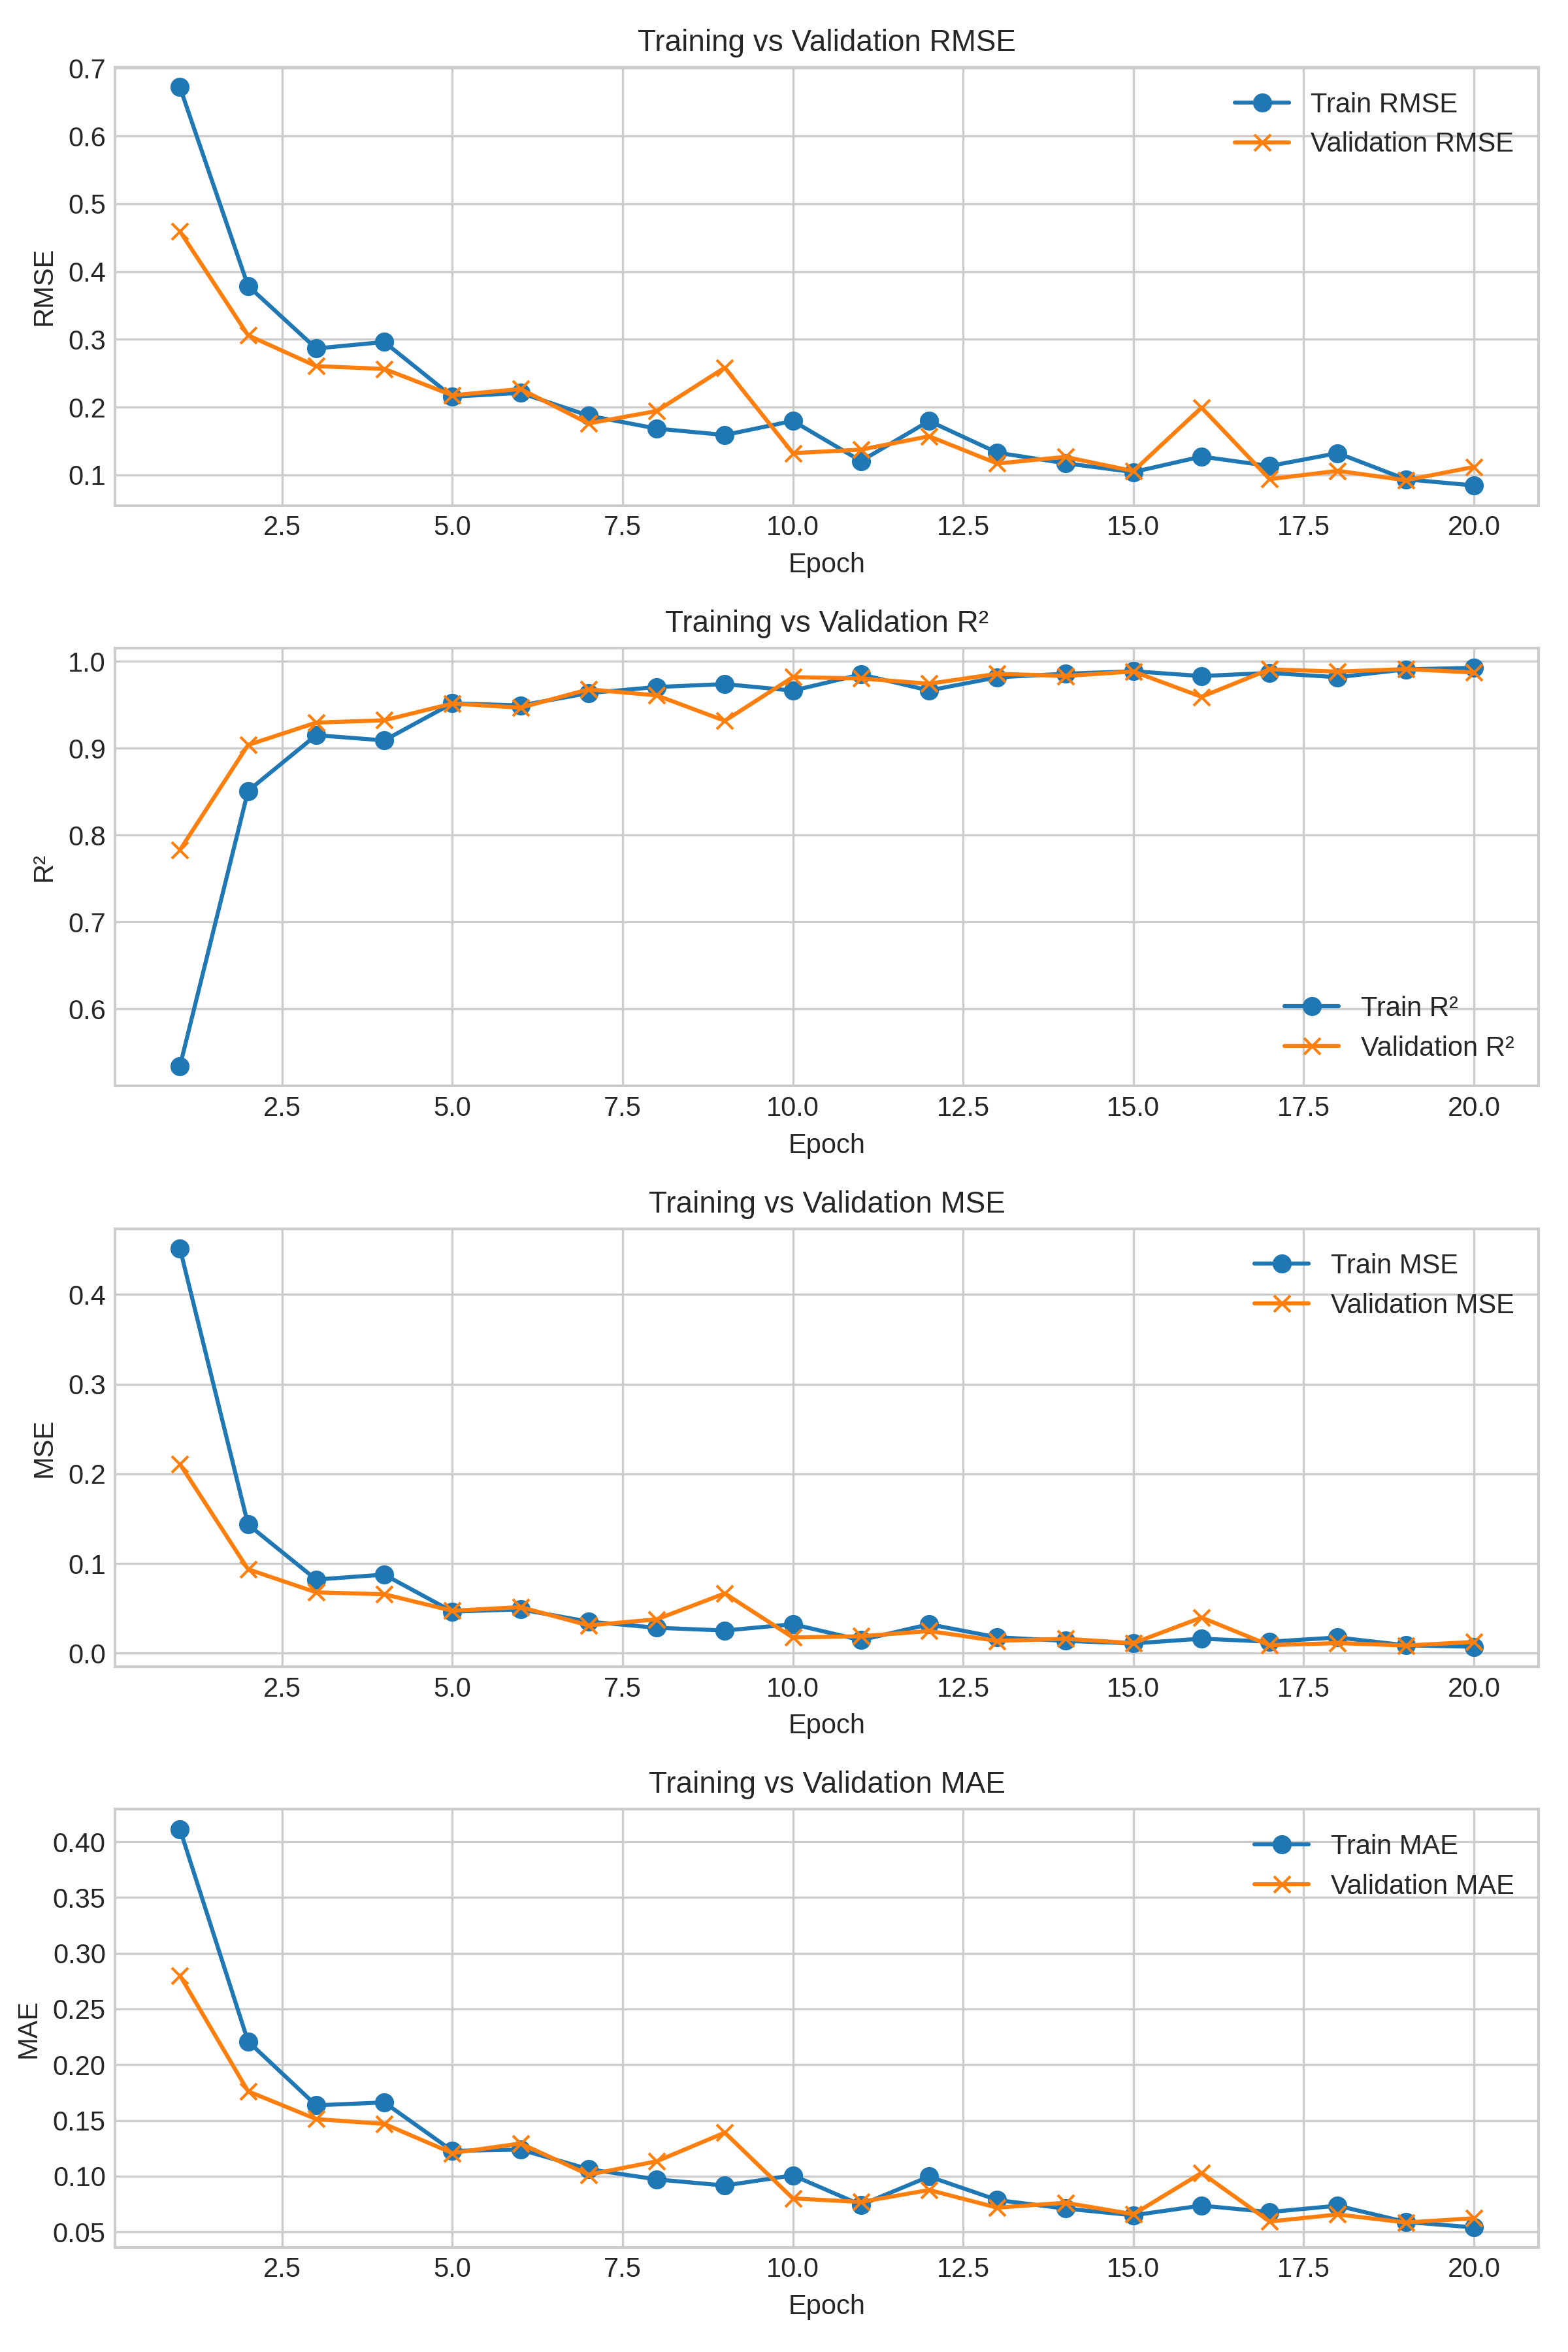 Training vs Validation RMSE
0.7
0.6
0.5
0.4
0.3
0.2
0.1
RMSE
Train RMSE
Validation RMSE
2.5 5.0 7.5 10.0 12.5 15.0 17.5 20.0
Epoch
Training vs Validation R²
1.0
0.9
0.8
0.7
0.6
R²
Train R²
Validation R²
2.5 5.0 7.5 10.0 12.5 15.0 17.5 20.0
Epoch
Training vs Validation MSE
0.4
0.3
0.2
0.1
0.0
MSE
Train MSE
Validation MSE
2.5 5.0 7.5 10.0 12.5 15.0 17.5 20.0
Epoch
Training vs Validation MAE
0.40
0.35
0.30
0.25
0.20
0.15
0.10
0.05
MAE
Train MAE
Validation MAE
2.5 5.0 7.5 10.0 12.5 15.0 17.5 20.0
Epoch